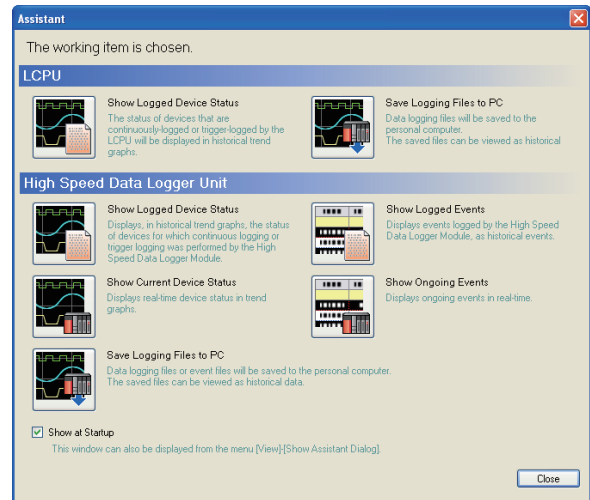 Assistant
The working item is chosen.
LCPU
Show Logged Device Status
The status of devices that are
continuously-logged or trigger-logged by the
LCPU will be displayed in historical trend
graphs.
Save Logging Files to PC
Data logging files will be saved to the
personal computer.
The saved files can be viewed as historical
High Speed Data Logger Unit
Show Logged Device Status
Displays, in historical trend graphs, the status
of devices for which continuous logging or
trigger logging was performed by the High
Speed Data Logger Module.
Show Logged Events
Displays events logged by the High Speed
Data Logger Module, as historical events.
Show Current Device Status
Displays real-time device status in trend
graphs.
Show Ongoing Events
Displays ongoing events in real-time.
Save Logging Files to PC
Data logging files or event files will be saved to the personal computer.
The saved files can be viewed as historical data.
Show at Startup
This window can also be displayed from the menu [View]-[Show Assistant Dialog].
Close